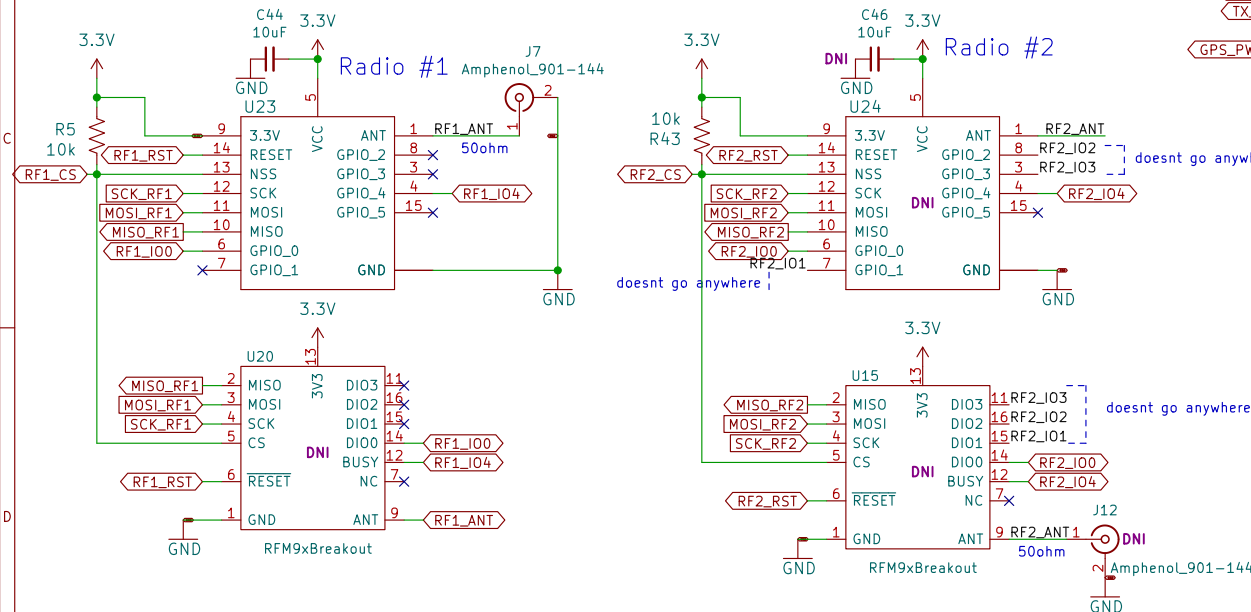 C44
10uF
3.3V
3.3V
GND
Radio #1
J7
Amphenol_901-144
2
1
U23
5
VCC
R5
10k
9 3.3V
14 RESET
13 NSS
12 SCK
11 MOSI
10 MISO
6 GPIO_0
7 GPIO_1
ANT 1
GPIO_2 8
GPIO_3 3
GPIO_4 4
GPIO_5 15
GND
RF1_ANT
50ohm
RF1_IO4
RF1_RST
RF1_CS
SCK_RF1
MOSI_RF1
MISO_RF1
RF1_IO0
GND
C
3.3V
U20
13
3V3
MISO_RF1 2 MISO
MOSI_RF1 3 MOSI
SCK_RF1 4 SCK
5 CS
RF1_RST 6 RESET
1 GND
GND
DIO3 11
DIO2 16
DIO1 15
DIO0 14 RF1_IO0
BUSY 12 RF1_IO4
NC 7
ANT 9 RF1_ANT
DNI
RFM9xBreakout
D
C46
10uF
DNI
3.3V
3.3V
GND
Radio #2
TX_
GPS_PW
U24
5
VCC
10k
R43
9 3.3V
14 RESET
13 NSS
12 SCK
11 MOSI
10 MISO
6 GPIO_0
7 GPIO_1
ANT 1
GPIO_2 8
GPIO_3 3
GPIO_4 4
GPIO_5 15
GND
DNI
RF2_ANT
RF2_IO2
RF2_IO3
doesnt go anywh
RF2_IO4
RF2_RST
RF2_CS
SCK_RF2
MOSI_RF2
MISO_RF2
RF2_IO0
RF2_IO1
doesnt go anywhere
GND
3.3V
U15
13
3V3
MISO_RF2 2 MISO
MOSI_RF2 3 MOSI
SCK_RF2 4 SCK
5 CS
RF2_RST 6 RESET
1 GND
GND
DIO3 11 RF2_IO3
DIO2 16 RF2_IO2
DIO1 15 RF2_IO1
doesnt go anywhere
DIO0 14 RF2_IO0
BUSY 12 RF2_IO4
NC 7
ANT 9 RF2_ANT 1
50ohm
DNI
RFM9xBreakout
J12
DNI
2
Amphenol_901-144
GND